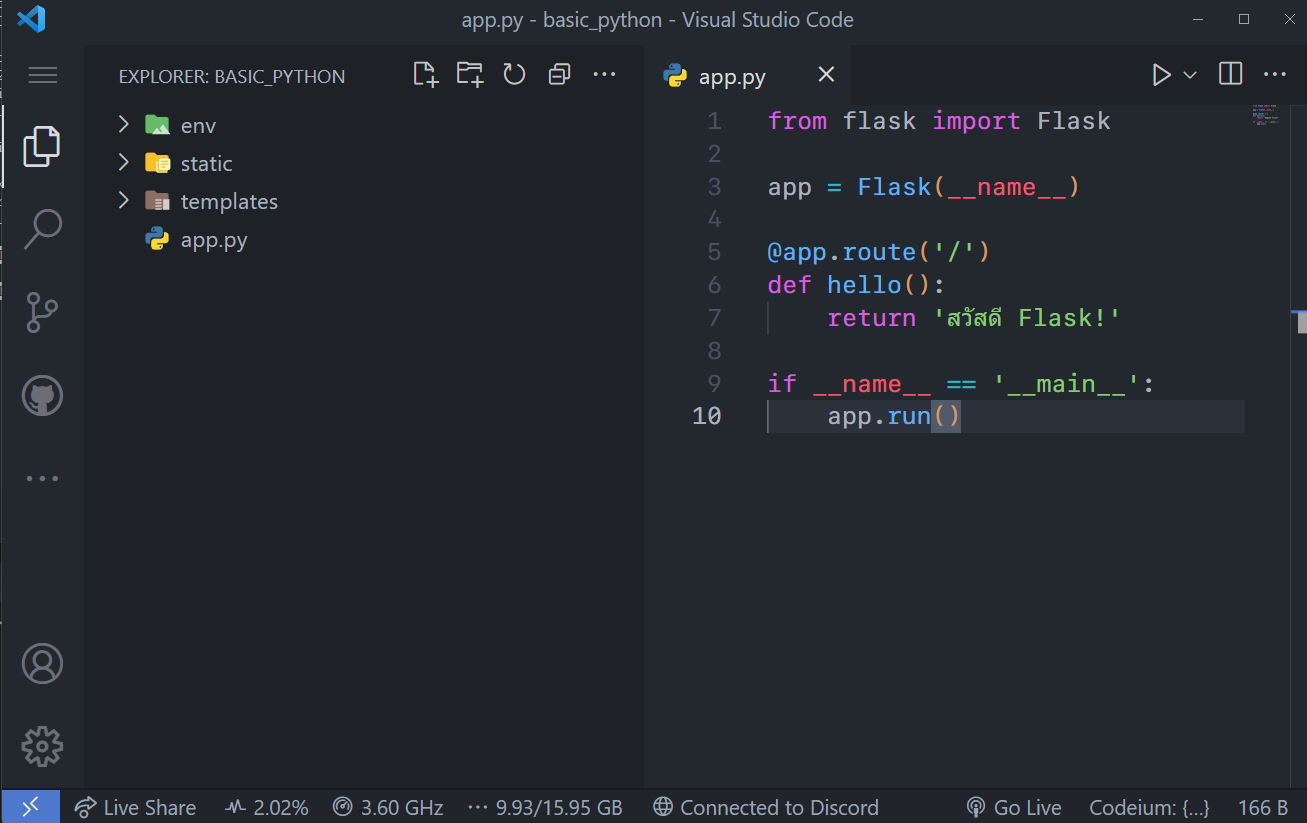 app.py - basic_python - Visual Studio Code
EXPLORER: BASIC_PYTHON
env
static
templates
app.py
app.py
1 from flask import Flask
2
3 app = Flask(__name__)
4
5 @app.route('/')
6 def hello():
7 return 'สวัสดี Flask!'
8
9 if __name__ == '__main__':
10 app.run()
Live Share 2.02% 3.60 GHz ··· 9.93/15.95 GB Connected to Discord Go Live Codeium: {...} 166 B